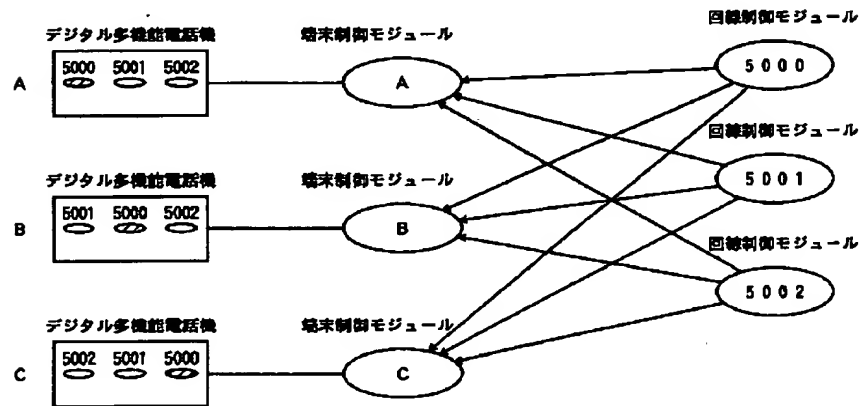 回線制御モジュール
デジタル多機能電話機 端末制御モジュール
5000 5001 5002
A A 5000
回線制御モジュール
5001
デジタル多機能電話機 端末制御モジュール
5001 5000 5002
B B
回線制御モジュール
5002
デジタル多機能電話機 端末制御モジュール
5002 5001 5000
C C